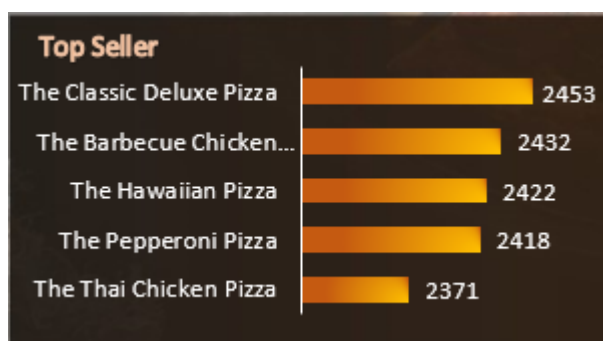 Top Seller
The Classic Deluxe Pizza 2453
The Barbecue Chicken... 2432
The Hawaiian Pizza 2422
The Pepperoni Pizza 2418
The Thai Chicken Pizza 2371